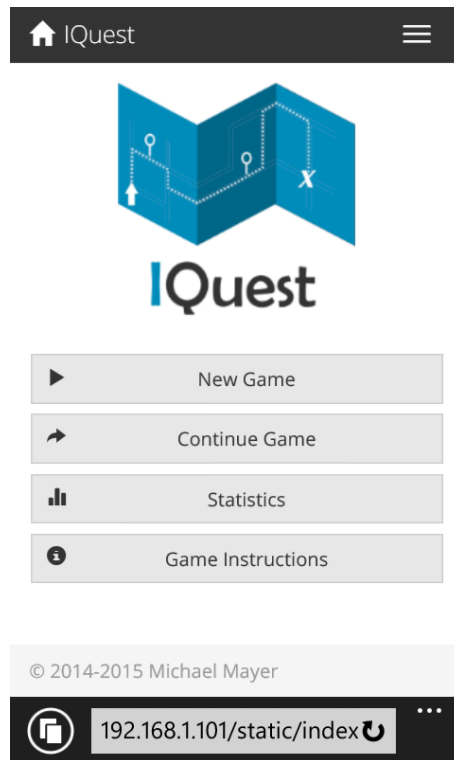 IQuest
IQuest
New Game
Continue Game
Statistics
Game Instructions
© 2014-2015 Michael Mayer
192.168.1.101/static/index